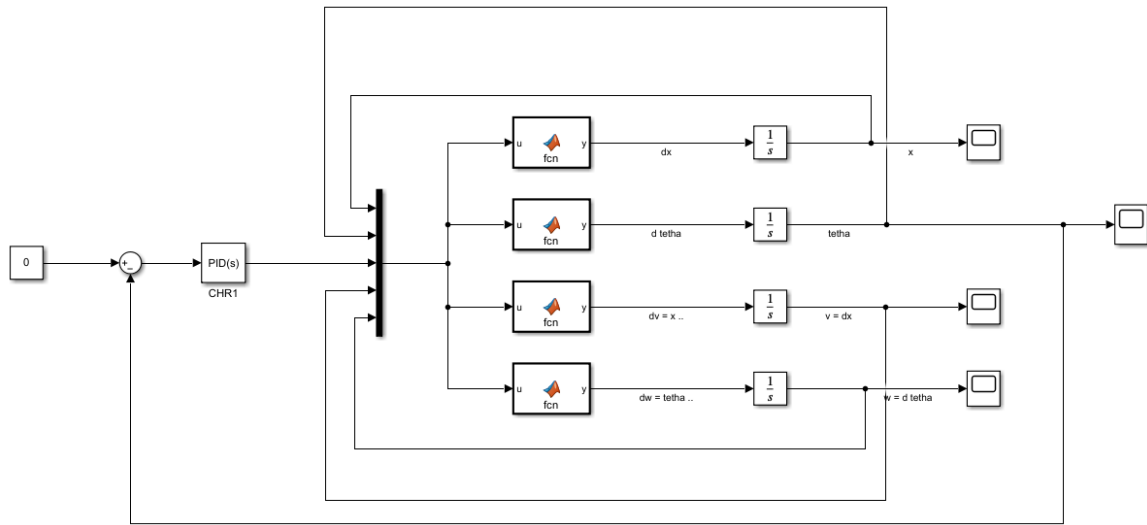 u
y
fcn
dx
1
s
x
u
y
fcn
d tetha
1
s
tetha
0
+
−
PID(s)
CHR1
u
y
fcn
dv = x ..
1
s
v = dx
u
y
fcn
dw = tetha ..
1
s
w = d tetha